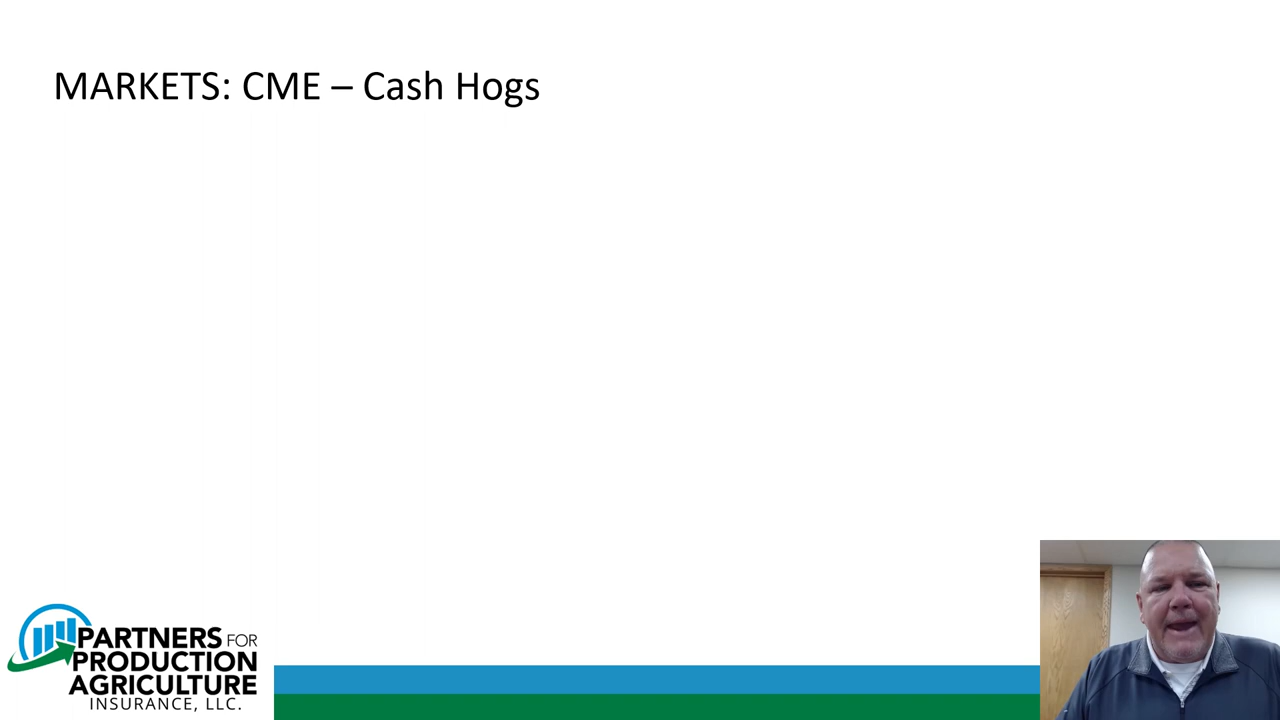 MARKETS: CME – Cash Hogs
PARTNERS FOR
PRODUCTION
AGRICULTURE
INSURANCE, LLC.